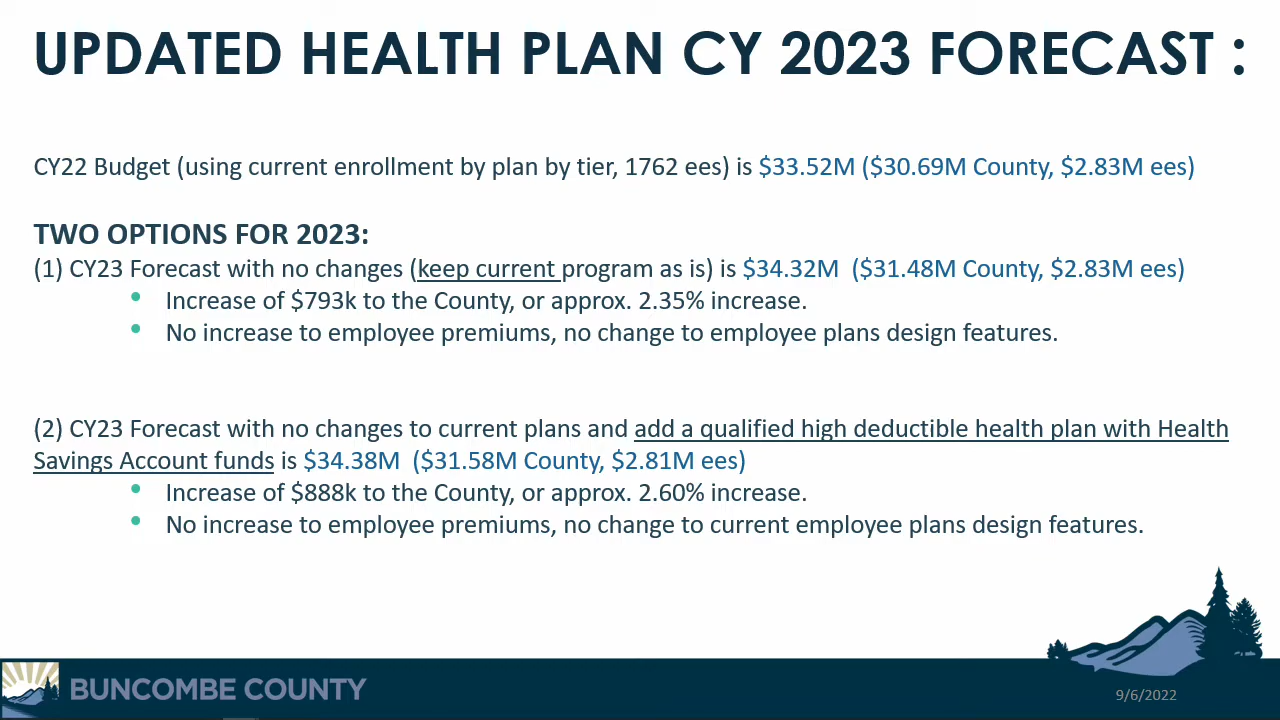 UPDATED HEALTH PLAN CY 2023 FORECAST :
CY22 Budget (using current enrollment by plan by tier, 1762 ees) is $33.52M ($30.69M County, $2.83M ees)
TWO OPTIONS FOR 2023:
(1) CY23 Forecast with no changes (keep current program as is) is $34.32M ($31.48M County, $2.83M ees)
• Increase of $793k to the County, or approx. 2.35% increase.
• No increase to employee premiums, no change to employee plans design features.
(2) CY23 Forecast with no changes to current plans and add a qualified high deductible health plan with Health
Savings Account funds is $34.38M ($31.58M County, $2.81M ees)
• Increase of $888k to the County, or approx. 2.60% increase.
• No increase to employee premiums, no change to current employee plans design features.
BUNCOMBE COUNTY
9/6/2022